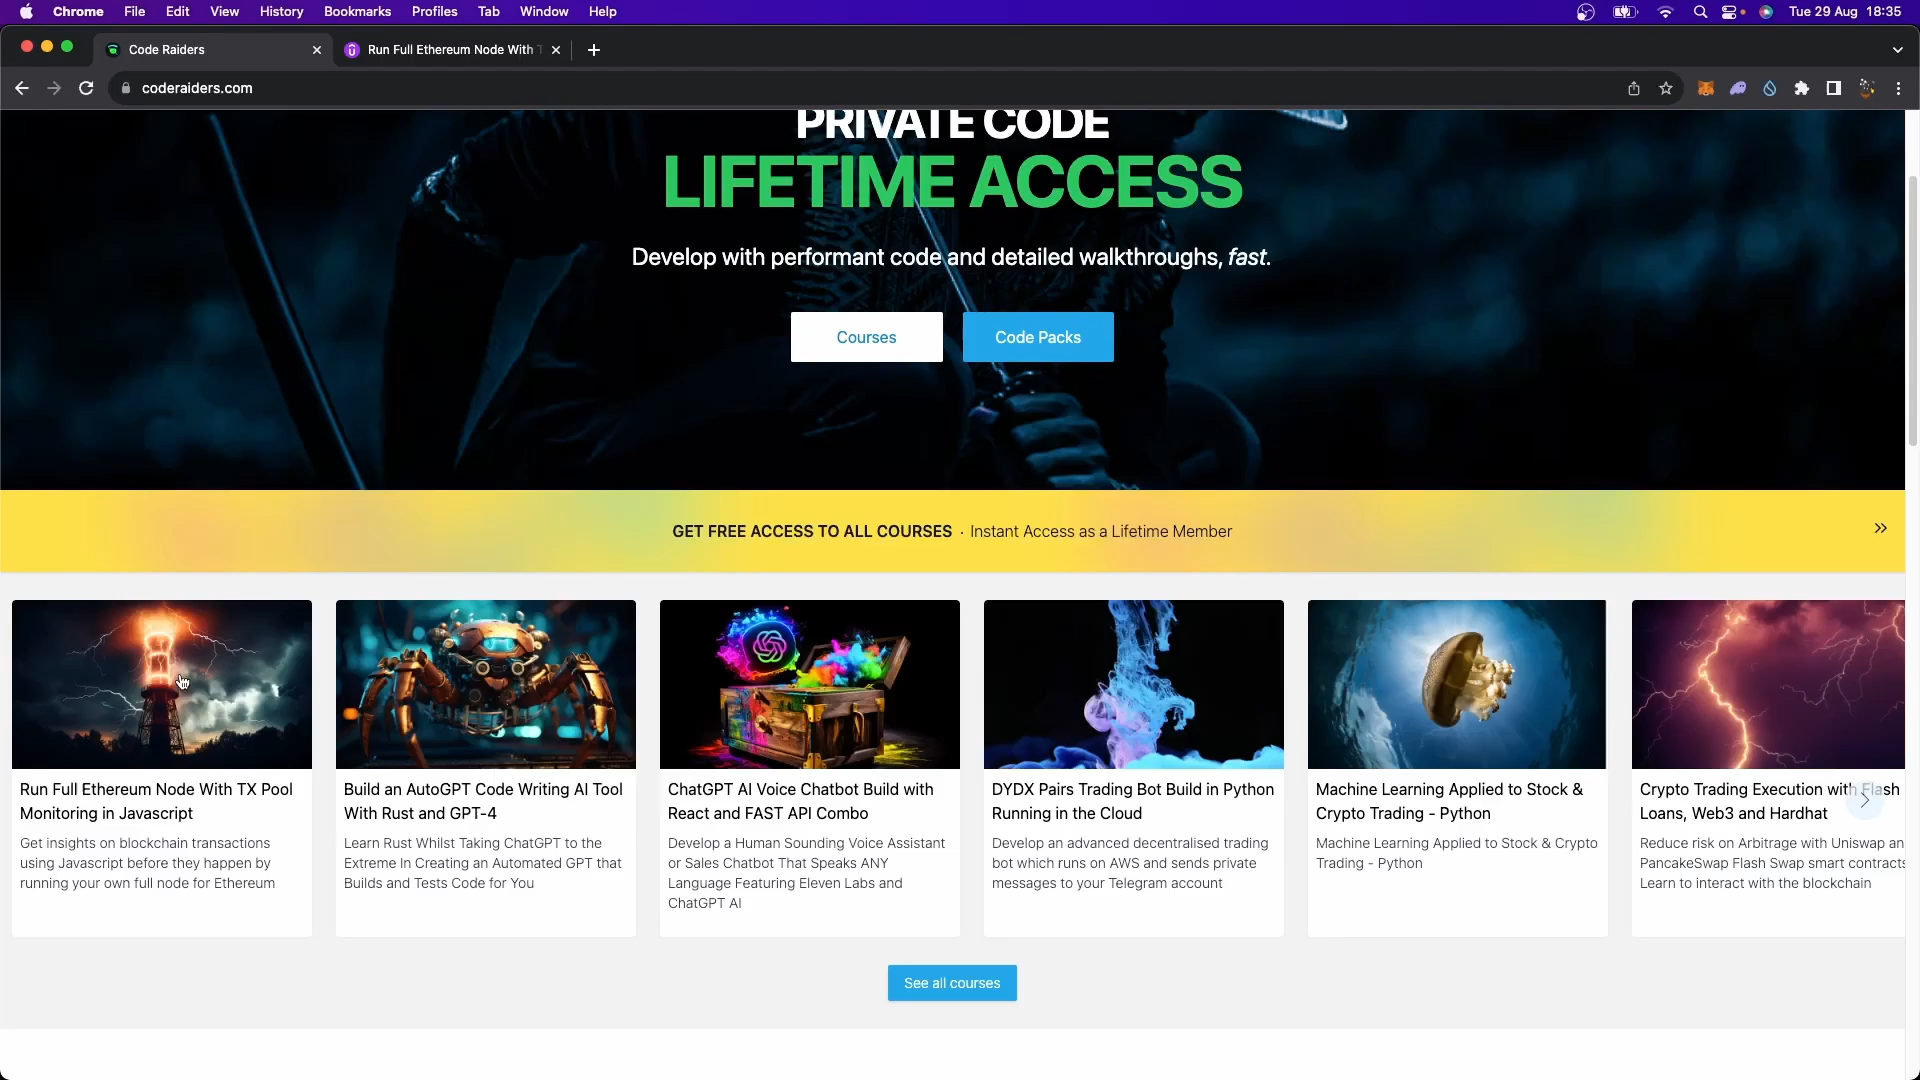 Chrome File Edit View History Bookmarks Profiles Tab Window Help Tue 29 Aug 18:35
Code Raiders Run Full Ethereum Node With
coderaiders.com
PRIVATE CODE
LIFETIME ACCESS
Develop with performant code and detailed walkthroughs, fast.
Courses Code Packs
GET FREE ACCESS TO ALL COURSES · Instant Access as a Lifetime Member
Run Full Ethereum Node With TX Pool
Monitoring in Javascript
Get insights on blockchain transactions
using Javascript before they happen by
running your own full node for Ethereum
Build an AutoGPT Code Writing AI Tool
With Rust and GPT-4
Learn Rust Whilst Taking ChatGPT to the
Extreme In Creating an Automated GPT that
Builds and Tests Code for You
ChatGPT AI Voice Chatbot Build with
React and FAST API Combo
Develop a Human Sounding Voice Assistant
or Sales Chatbot That Speaks ANY
Language Featuring Eleven Labs and
ChatGPT AI
DYDX Pairs Trading Bot Build in Python
Running in the Cloud
Develop an advanced decentralised trading
bot which runs on AWS and sends private
messages to your Telegram account
Machine Learning Applied to Stock &
Crypto Trading - Python
Machine Learning Applied to Stock & Crypto
Trading - Python
Crypto Trading Execution with Flash
Loans, Web3 and Hardhat
Reduce risk on Arbitrage with Uniswap an
PancakeSwap Flash Swap smart contracts
Learn to interact with the blockchain
See all courses